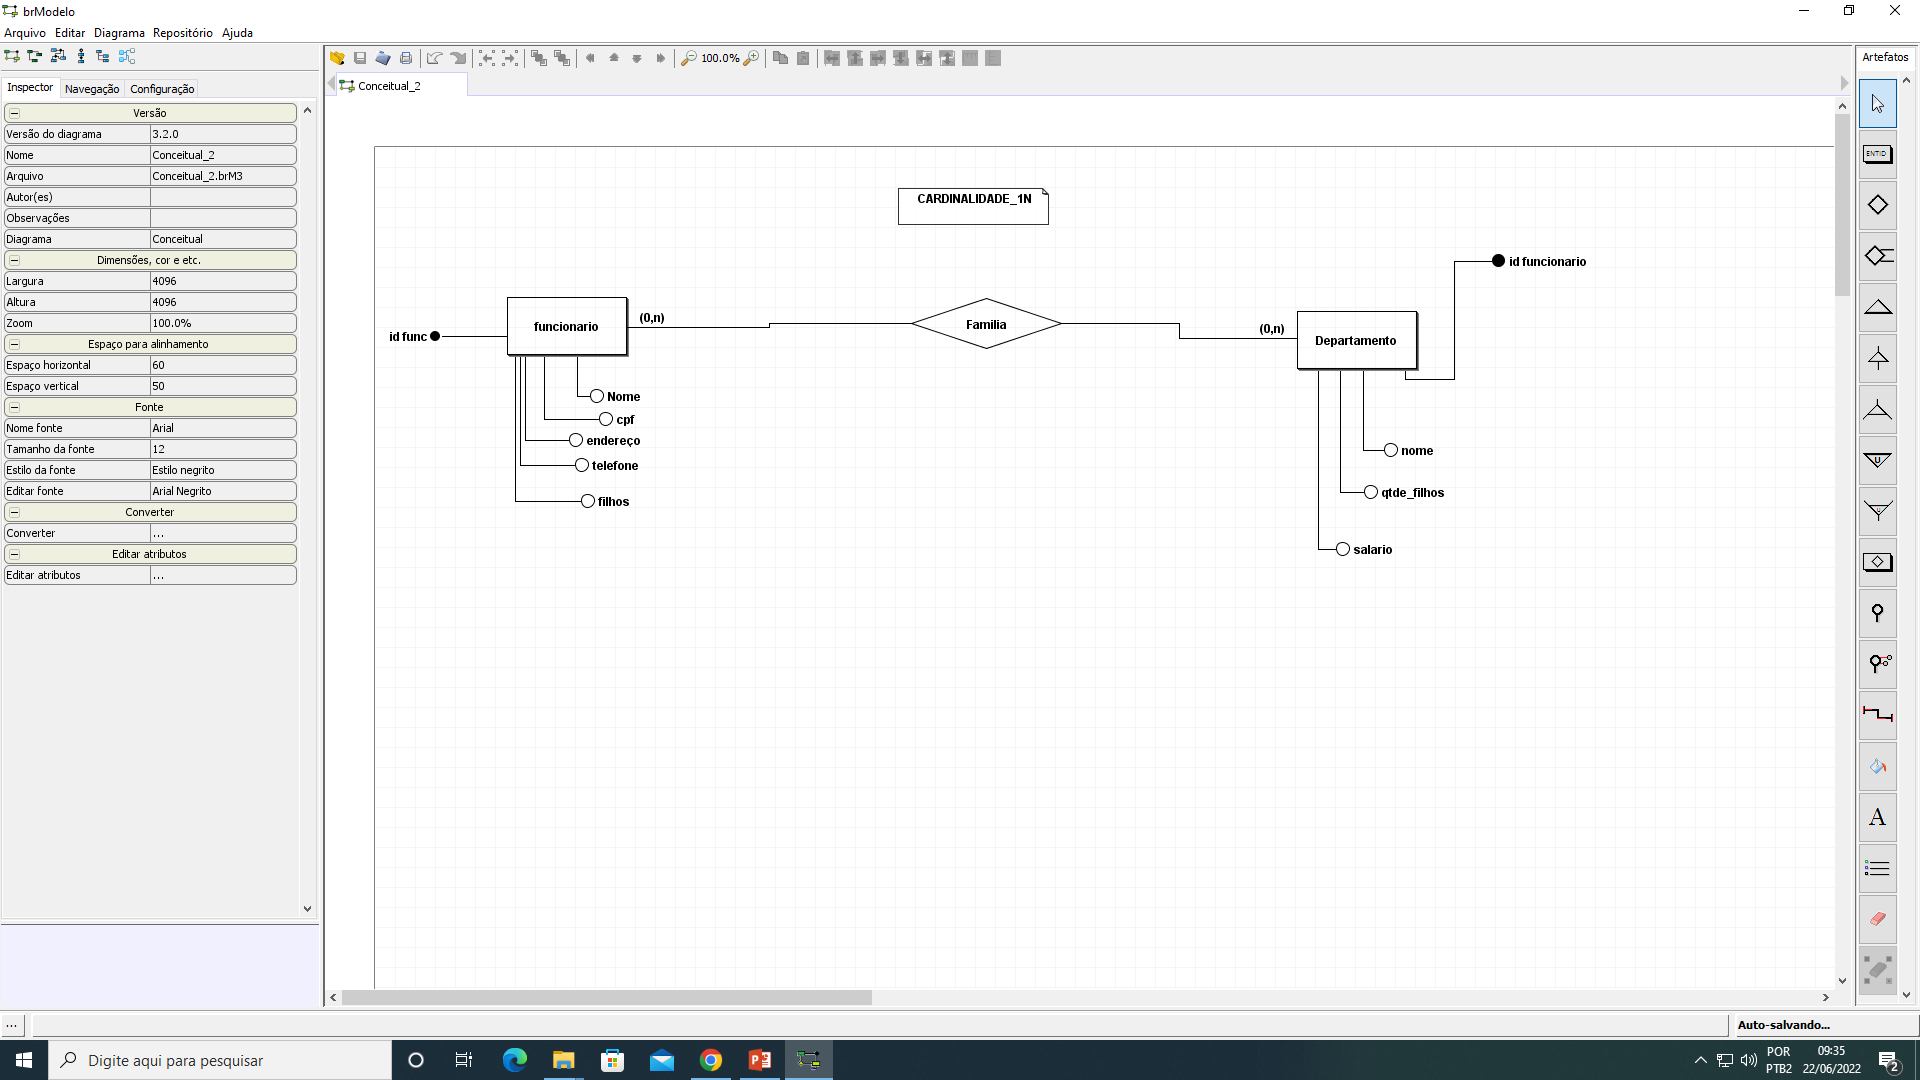 brModelo
Arquivo Editar Diagrama Repositório Ajuda
100.0%
Artefatos
Inspector Navegação Configuração
Conceitual_2
Versão
Versão do diagrama 3.2.0
Nome Conceitual_2
Arquivo Conceitual_2.brM3
Autor(es)
Observações
Diagrama Conceitual
Dimensões, cor e etc.
Largura 4096
Altura 4096
Zoom 100.0%
Espaço para alinhamento
Espaço horizontal 60
Espaço vertical 50
Fonte
Nome fonte Arial
Tamanho da fonte 12
Estilo da fonte Estilo negrito
Editar fonte Arial Negrito
Converter
Converter ...
Editar atributos
Editar atributos ...
CARDINALIDADE_1N
id funcionario
funcionario
(0,n)
Familia
(0,n)
Departamento
id func
Nome
cpf
endereço
telefone
filhos
nome
qtde_filhos
salario
ENTID
U
U
A
...
Auto-salvando...
Digite aqui para pesquisar
POR
PTB2
09:35
22/06/2022
2